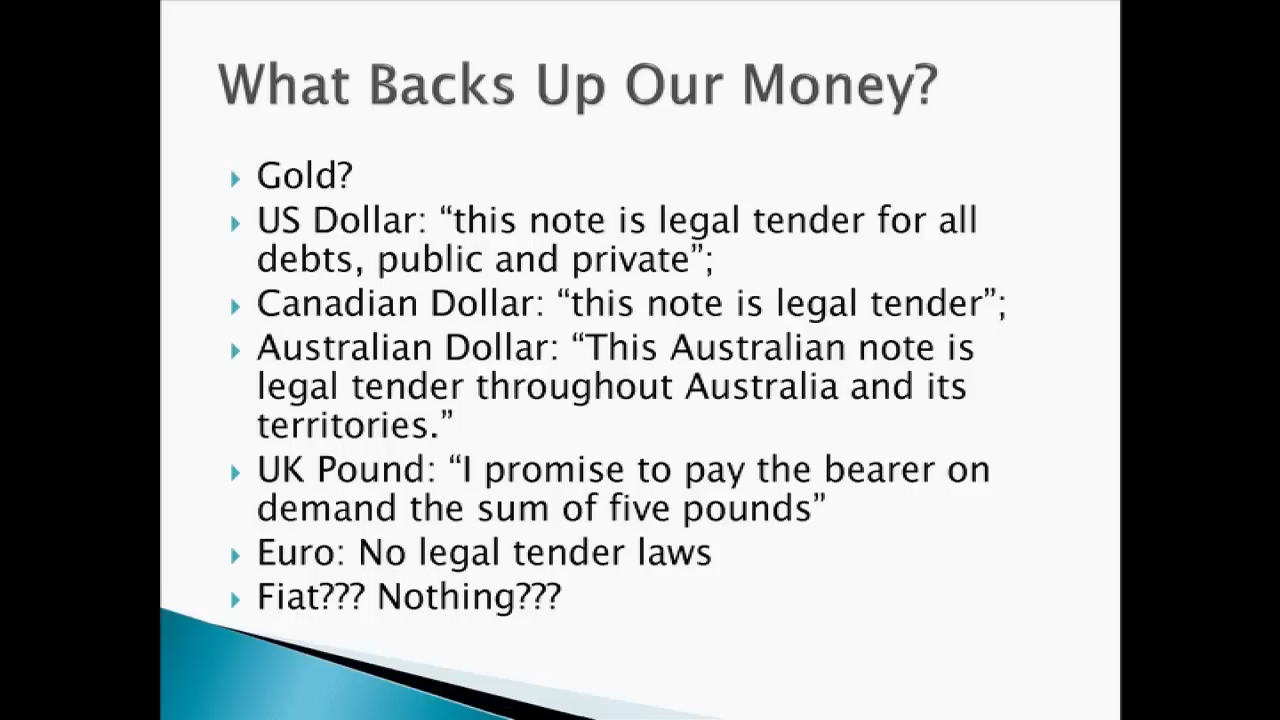 What Backs Up Our Money?
Gold?
US Dollar: “this note is legal tender for all
debts, public and private”;
Canadian Dollar: “this note is legal tender”;
Australian Dollar: “This Australian note is
legal tender throughout Australia and its
territories.”
UK Pound: “I promise to pay the bearer on
demand the sum of five pounds”
Euro: No legal tender laws
Fiat??? Nothing???